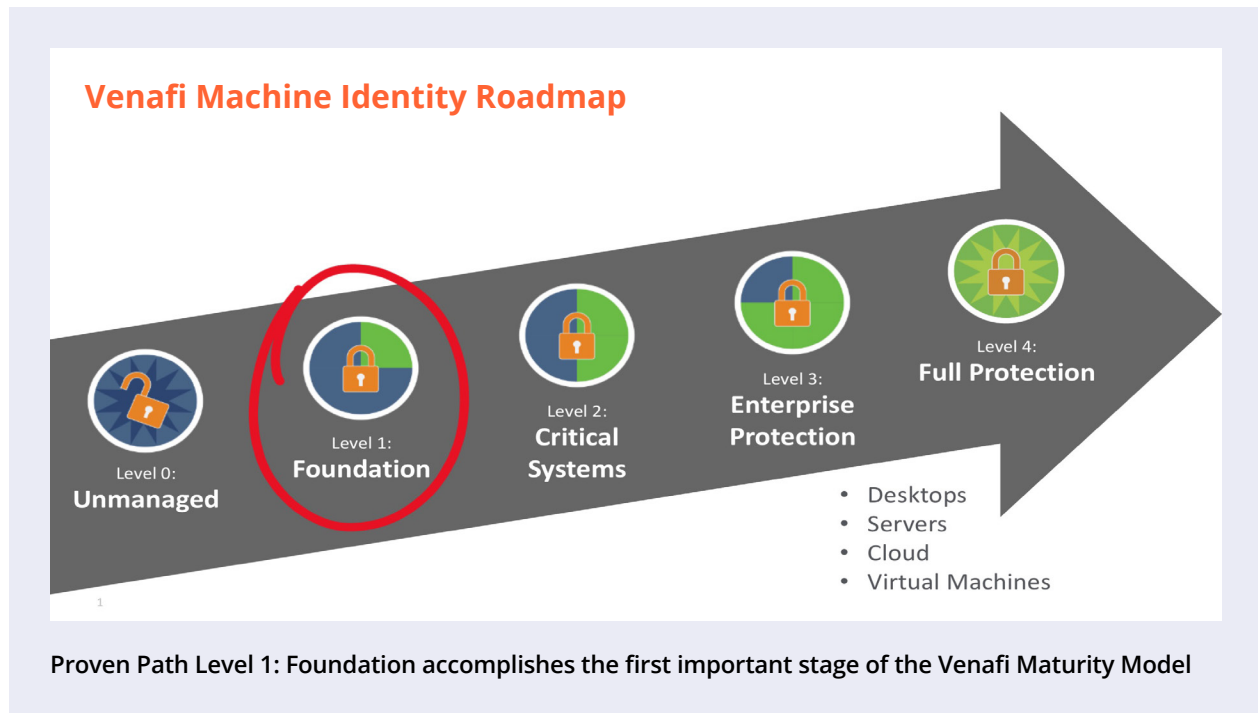 Venafi Machine Identity Roadmap
Level 0:
Unmanaged
Level 1:
Foundation
Level 2:
Critical
Systems
Level 3:
Enterprise
Protection
Level 4:
Full Protection
• Desktops
• Servers
• Cloud
• Virtual Machines
1
Proven Path Level 1: Foundation accomplishes the first important stage of the Venafi Maturity Model